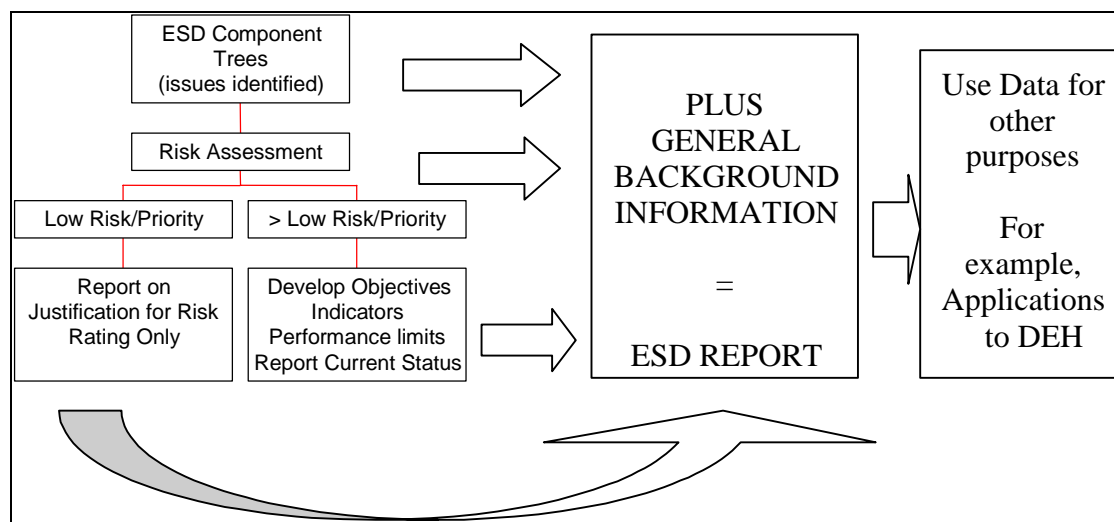 ESD Component
Trees
(issues identified)
Risk Assessment
Low Risk/Priority
> Low Risk/Priority
Report on
Justification for Risk
Rating Only
Develop Objectives
Indicators
Performance limits
Report Current Status
PLUS
GENERAL
BACKGROUND
INFORMATION
=
ESD REPORT
Use Data for
other
purposes
For
example,
Applications
to DEH